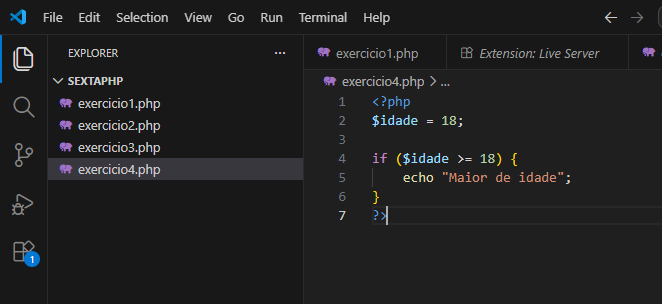 File Edit Selection View Go Run Terminal Help
EXPLORER ...
SEXTAPHP
exercicio1.php
exercicio2.php
exercicio3.php
exercicio4.php
1
exercicio1.php Extension: Live Server
exercicio4.php > ...
1 <?php
2 $idade = 18;
3
4 if ($idade >= 18) {
5 echo "Maior de idade";
6 }
7 ?>